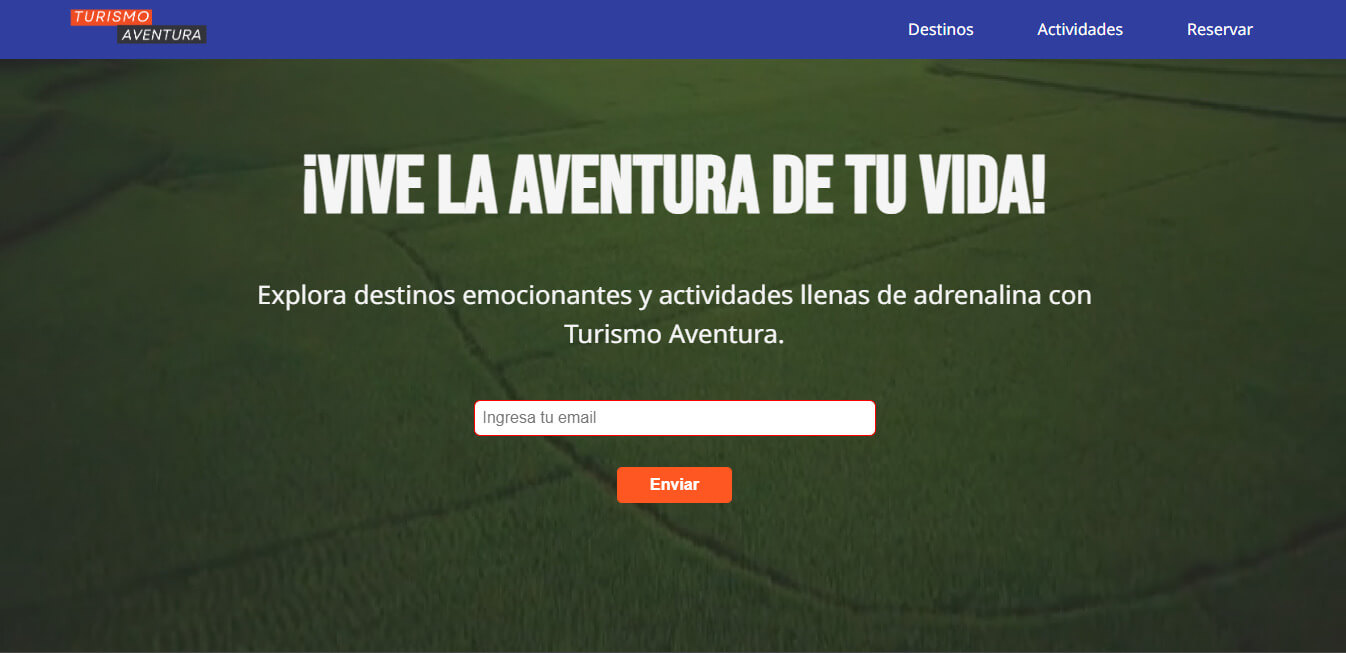 TURISMO
AVENTURA
Destinos
Actividades
Reservar
¡VIVE LA AVENTURA DE TU VIDA!
Explora destinos emocionantes y actividades llenas de adrenalina con
Turismo Aventura.
Ingresa tu email
Enviar